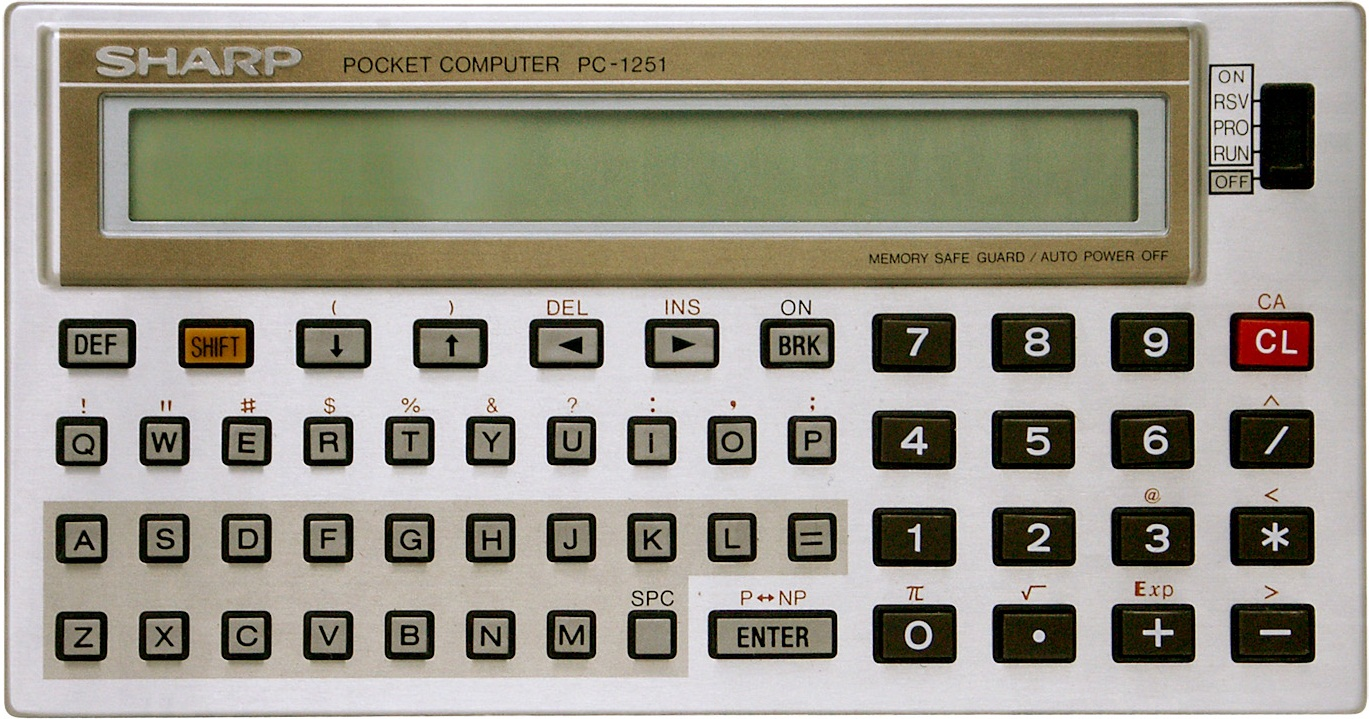 SHARP POCKET COMPUTER PC-1251
ON
RSV
PRO
RUN
OFF
MEMORY SAFE GUARD / AUTO POWER OFF
( ) DEL INS ON CA
DEF SHIFT ↓ ↑ ◄ ► BRK 7 8 9 CL
! " # $ % & ? : , ; ^
Q W E R T Y U I O P 4 5 6 /
@ <
A S D F G H J K L = 1 2 3 *
SPC P↔NP π √ Exp >
Z X C V B N M ENTER 0 • + −